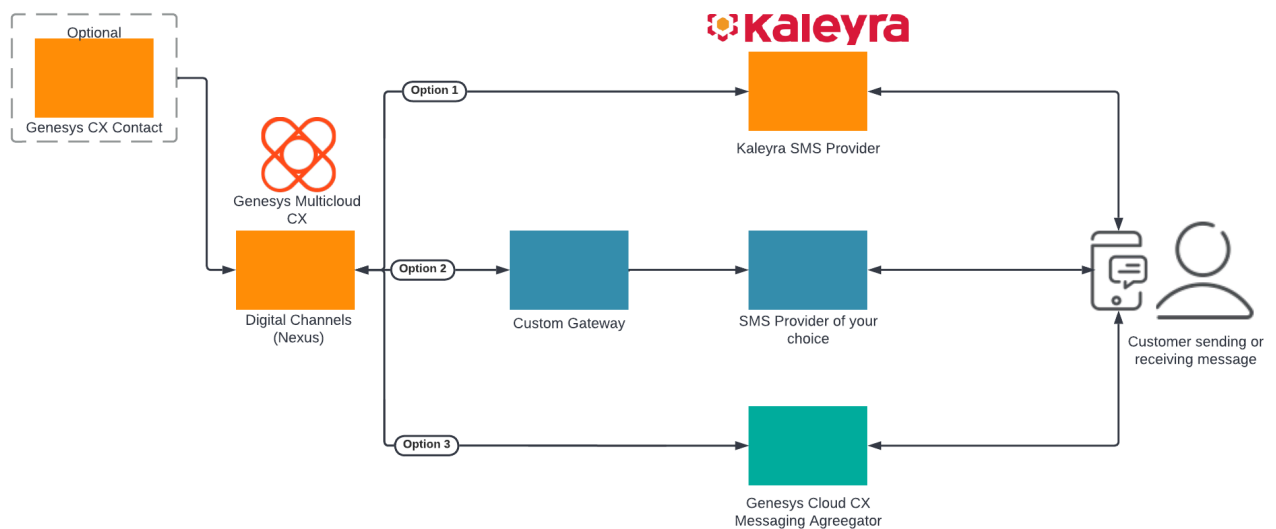 Optional
Genesys CX Contact
Kaleyra
Option 1
Kaleyra SMS Provider
Genesys Multicloud
CX
Option 2
Digital Channels
(Nexus)
Custom Gateway
SMS Provider of your
choice
Customer sending or
receiving message
Option 3
Genesys Cloud CX
Messaging Agreegator